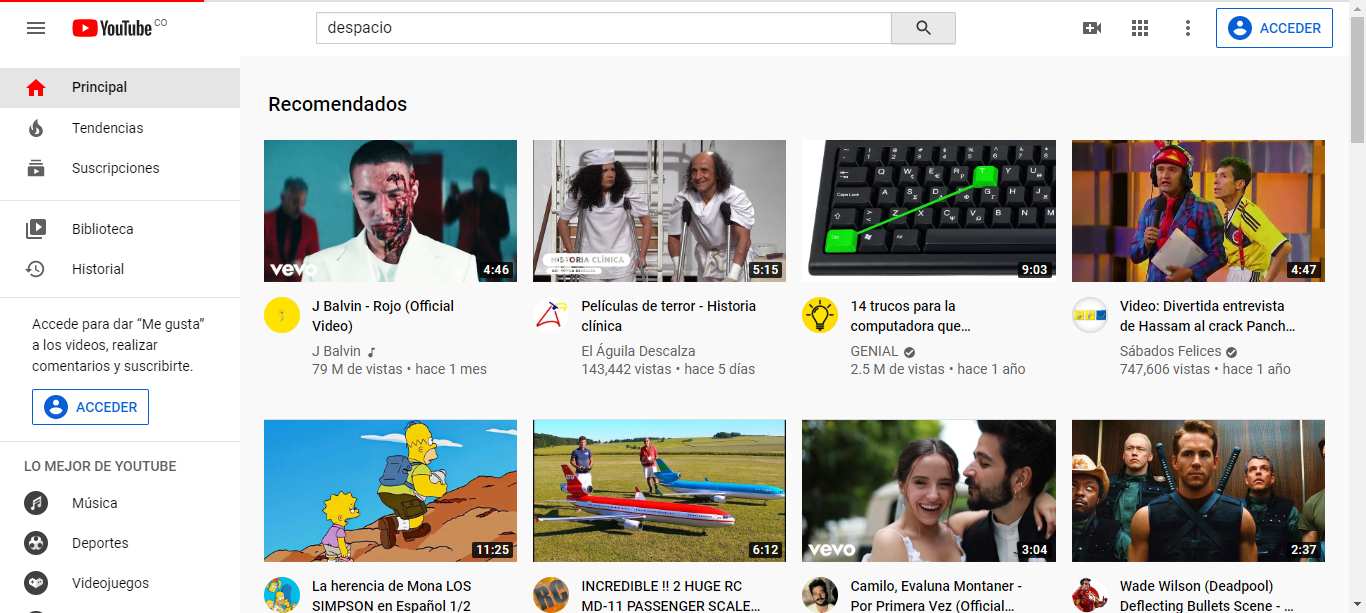 YouTube CO
despacio
ACCEDER
Principal
Tendencias
Suscripciones
Biblioteca
Historial
Accede para dar “Me gusta”
a los videos, realizar
comentarios y suscribirte.
ACCEDER
LO MEJOR DE YOUTUBE
Música
Deportes
Videojuegos
Recomendados
vevo
4:46
HISTORIA CLÍNICA
5:15
9:03
4:47
J Balvin - Rojo (Official
Video)
J Balvin
79 M de vistas • hace 1 mes
Películas de terror - Historia
clínica
El Águila Descalza
143,442 vistas • hace 5 días
14 trucos para la
computadora que...
GENIAL
2.5 M de vistas • hace 1 año
Video: Divertida entrevista
de Hassam al crack Panch...
Sábados Felices
747,606 vistas • hace 1 año
11:25
6:12
vevo
3:04
2:37
La herencia de Mona LOS
SIMPSON en Español 1/2
RC
INCREDIBLE !! 2 HUGE RC
MD-11 PASSENGER SCALE...
Camilo, Evaluna Montaner -
Por Primera Vez (Official...
Wade Wilson (Deadpool)
Deflecting Bullets Scene - ...